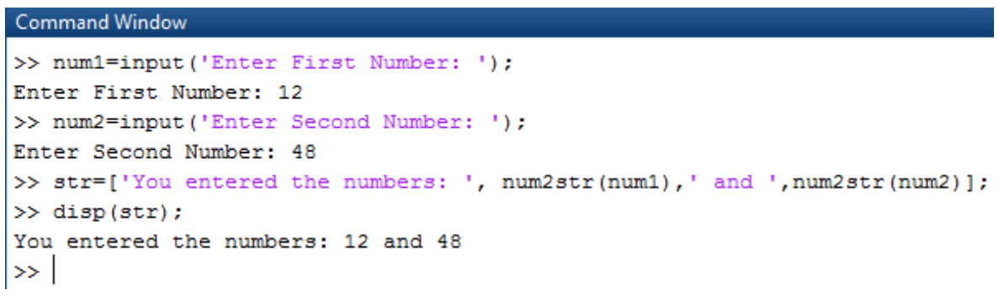 Command Window
>> num1=input('Enter First Number: ');
Enter First Number: 12
>> num2=input('Enter Second Number: ');
Enter Second Number: 48
>> str=['You entered the numbers: ', num2str(num1),' and ',num2str(num2)];
>> disp(str);
You entered the numbers: 12 and 48
>>